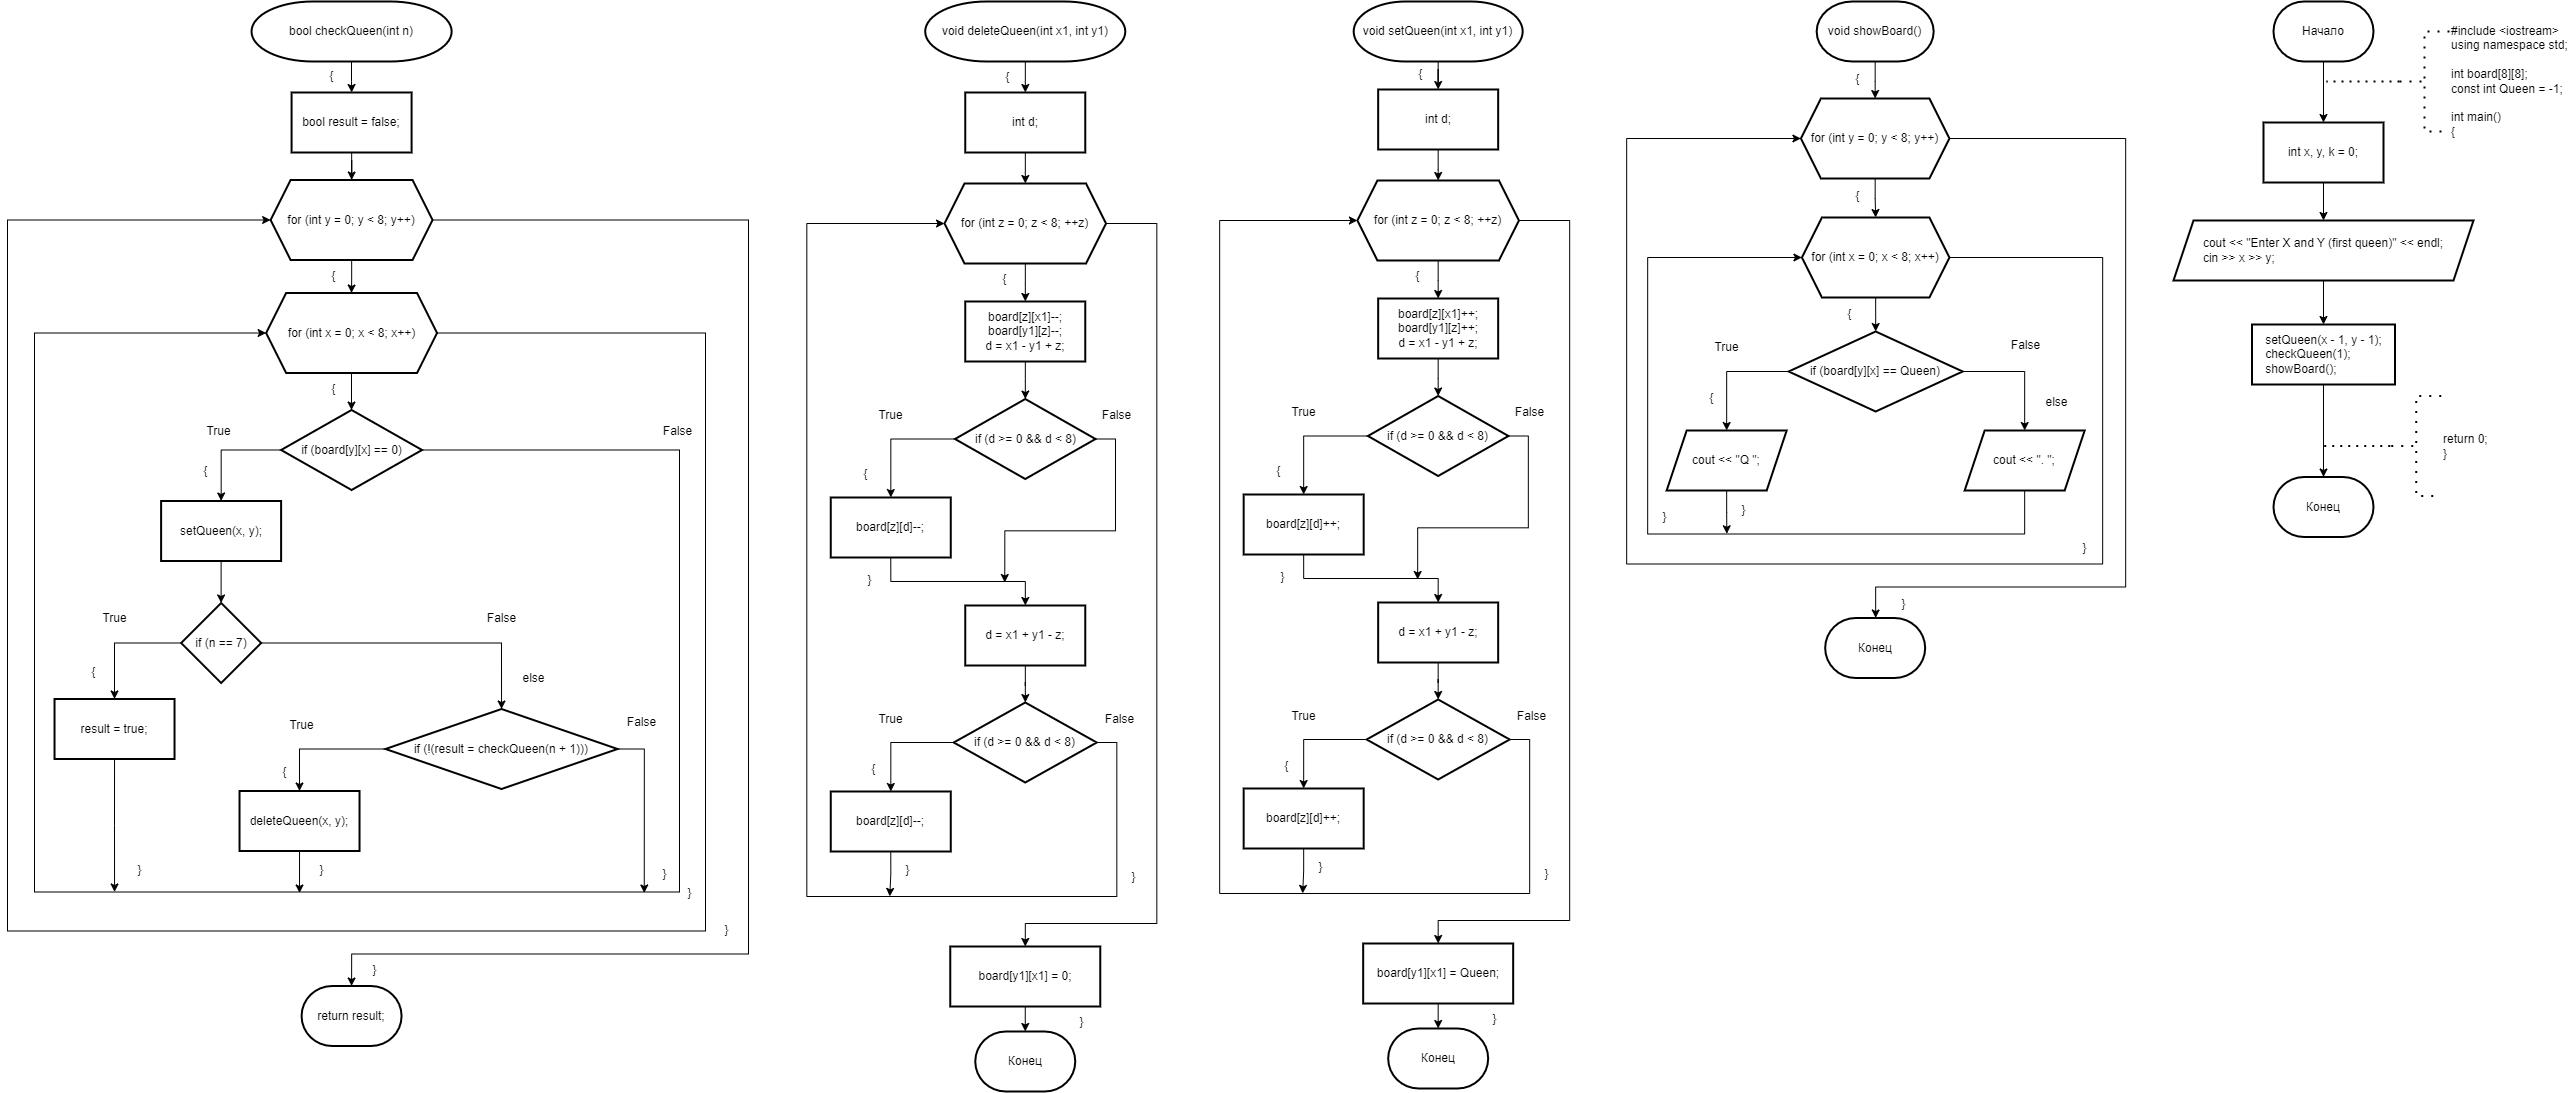 bool checkQueen(int n)
{
bool result = false;
for (int y = 0; y < 8; y++)
{
for (int x = 0; x < 8; x++)
{
True
False
if (board[y][x] == 0)
{
setQueen(x, y);
True
False
if (n == 7)
{
else
result = true;
True
False
if (!(result = checkQueen(n + 1)))
{
deleteQueen(x, y);
}
}
}
}
}
}
return result;
void deleteQueen(int x1, int y1)
{
int d;
for (int z = 0; z < 8; ++z)
{
board[z][x1]--;
board[y1][z]--;
d = x1 - y1 + z;
True
False
if (d >= 0 && d < 8)
{
board[z][d]--;
}
d = x1 + y1 - z;
True
False
if (d >= 0 && d < 8)
{
board[z][d]--;
}
}
board[y1][x1] = 0;
}
Конец
void setQueen(int x1, int y1)
{
int d;
for (int z = 0; z < 8; ++z)
{
board[z][x1]++;
board[y1][z]++;
d = x1 - y1 + z;
True
False
if (d >= 0 && d < 8)
{
board[z][d]++;
}
d = x1 + y1 - z;
True
False
if (d >= 0 && d < 8)
{
board[z][d]++;
}
}
board[y1][x1] = Queen;
}
Конец
void showBoard()
{
for (int y = 0; y < 8; y++)
{
for (int x = 0; x < 8; x++)
{
True
False
if (board[y][x] == Queen)
{
else
cout << "Q ";
cout << ". ";
}
}
}
}
Конец
Начало
#include <iostream>
using namespace std;
int board[8][8];
const int Queen = -1;
int main()
{
int x, y, k = 0;
cout << "Enter X and Y (first queen)" << endl;
cin >> x >> y;
setQueen(x - 1, y - 1);
checkQueen(1);
showBoard();
return 0;
}
Конец